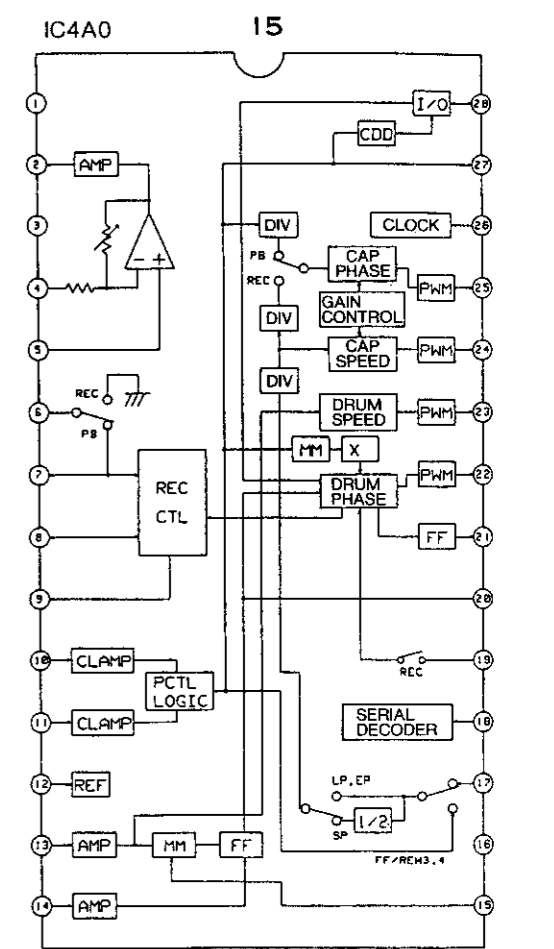 IC4A0
15
1
I/O
28
CDD
2
AMP
27
3
DIV
CLOCK
26
PB
CAP
PHASE
4
REC
PWM
25
GAIN
CONTROL
DIV
5
CAP
SPEED
PWM
24
DIV
REC
6
PB
DRUM
SPEED
PWM
23
MM
X
7
REC
CTL
DRUM
PHASE
PWM
22
8
FF
21
9
20
10
CLAMP
REC
19
PCTL
LOGIC
11
CLAMP
SERIAL
DECODER
18
12
REF
LP,EP
17
SP
1/2
13
AMP
MM
FF
FF/REW3,4
16
14
AMP
15